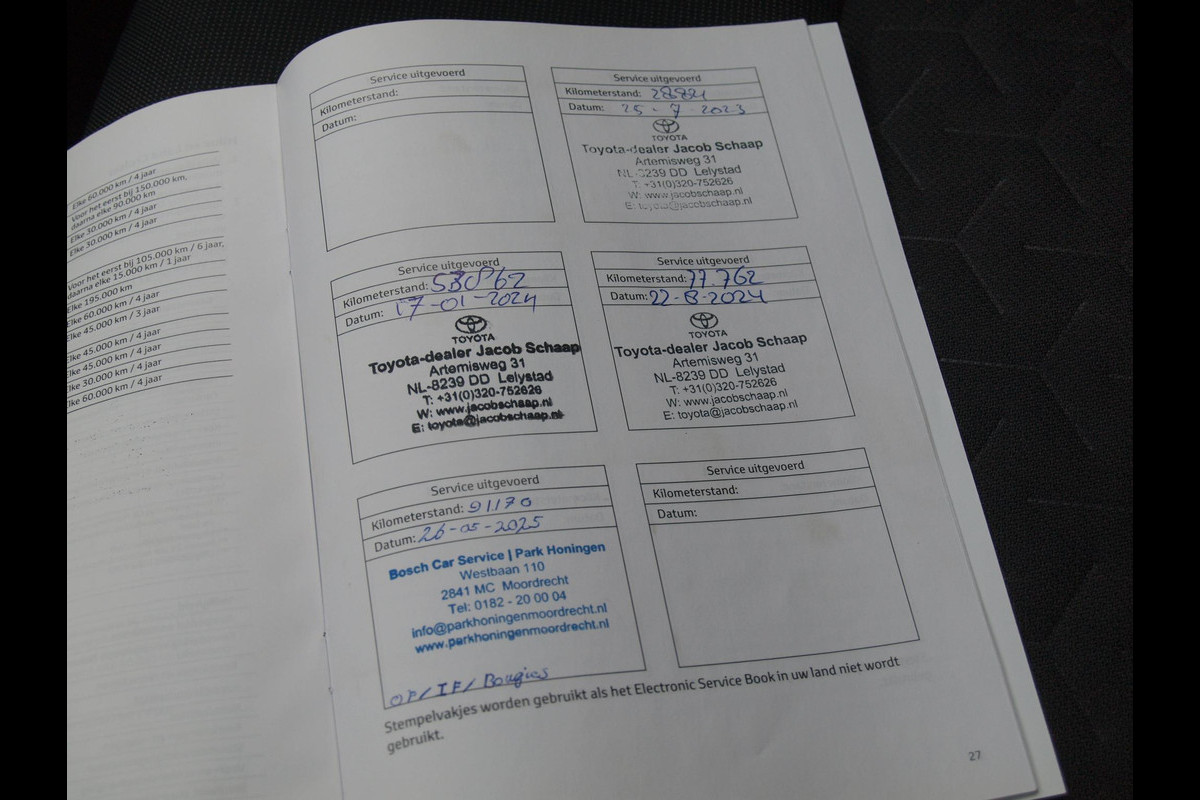 Elke 60.000 km / 4 jaar
Voor het eerst bij 150.000 km,
daarna elke 90.000 km
Elke 30.000 km / 4 jaar
Elke 30.000 km / 4 jaar
Voor het eerst bij 105.000 km / 6 jaar,
daarna elke 15.000 km / 1 jaar
Elke 195.000 km
Elke 60.000 km / 4 jaar
Elke 45.000 km / 3 jaar
Elke 45.000 km / 4 jaar
Elke 45.000 km / 4 jaar
Elke 30.000 km / 4 jaar
Elke 60.000 km / 4 jaar
Service uitgevoerd
Kilometerstand:
Datum:
Service uitgevoerd
Kilometerstand: 28821
Datum: 25-7-2023
TOYOTA
Toyota-dealer Jacob Schaap
Artemisweg 31
NL-8239 DD Lelystad
T: +31(0)320-752626
W: www.jacobschaap.nl
E: toyota@jacobschaap.nl
Service uitgevoerd
Kilometerstand:
Datum: 17-01-2024
TOYOTA
Toyota-dealer Jacob Schaap
Artemisweg 31
NL-8239 DD Lelystad
T: +31(0)320-752626
W: www.jacobschaap.nl
E: toyota@jacobschaap.nl
Service uitgevoerd
Kilometerstand: 77.762
Datum: 22-8-2024
TOYOTA
Toyota-dealer Jacob Schaap
Artemisweg 31
NL-8239 DD Lelystad
T: +31(0)320-752626
W: www.jacobschaap.nl
E: toyota@jacobschaap.nl
Service uitgevoerd
Kilometerstand: 91170
Datum: 26-05-2025
Bosch Car Service | Park Honingen
Westbaan 110
2841 MC Moordrecht
Tel: 0182 - 20 00 04
info@parkhoningenmoordrecht.nl
www.parkhoningenmoordrecht.nl
OF/IF/Bougies
Service uitgevoerd
Kilometerstand:
Datum:
Stempelvakjes worden gebruikt als het Electronic Service Book in uw land niet wordt
gebruikt.
27